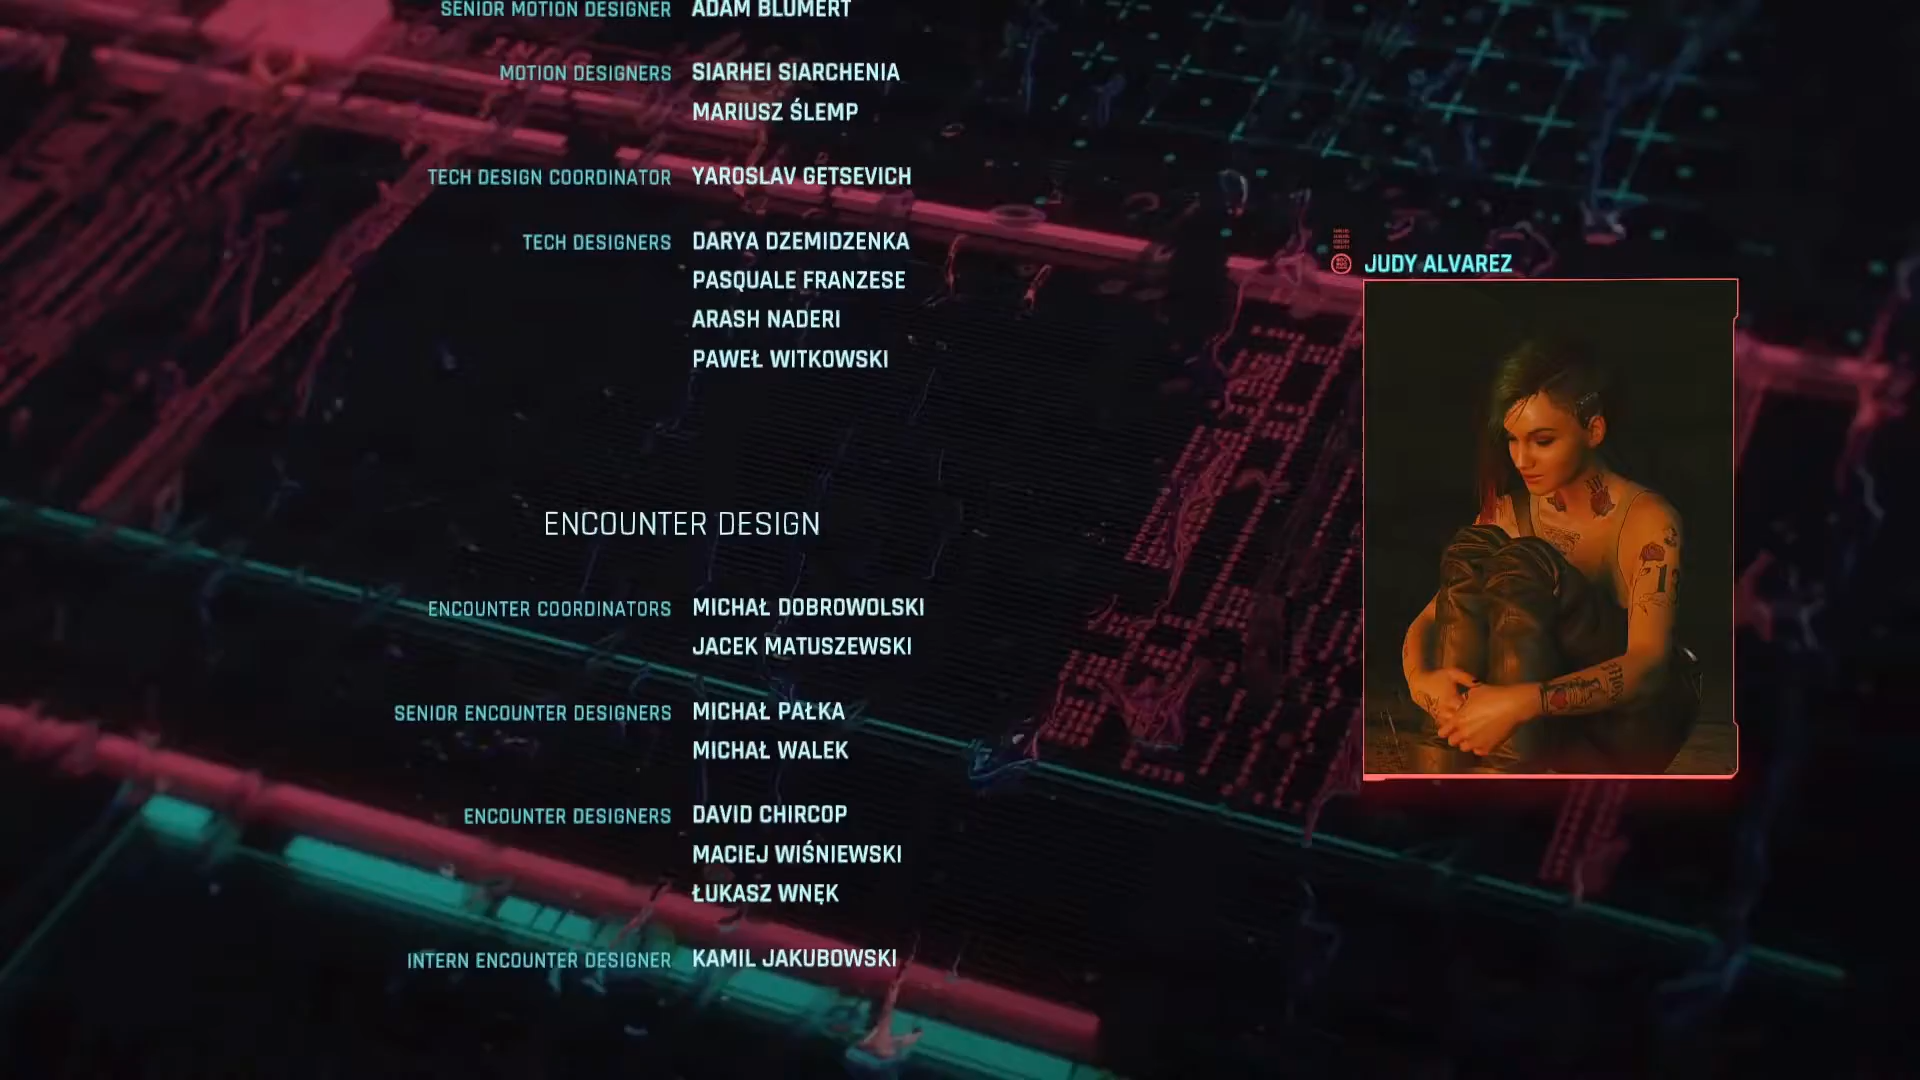 SENIOR MOTION DESIGNER ADAM BLUMERT
MOTION DESIGNERS SIARHEI SIARCHENIA
MARIUSZ ŚLEMP
TECH DESIGN COORDINATOR YAROSLAV GETSEVICH
TECH DESIGNERS DARYA DZEMIDZENKA
PASQUALE FRANZESE
ARASH NADERI
PAWEŁ WITKOWSKI
ENCOUNTER DESIGN
ENCOUNTER COORDINATORS MICHAŁ DOBROWOLSKI
JACEK MATUSZEWSKI
SENIOR ENCOUNTER DESIGNERS MICHAŁ PAŁKA
MICHAŁ WALEK
ENCOUNTER DESIGNERS DAVID CHIRCOP
MACIEJ WIŚNIEWSKI
ŁUKASZ WNĘK
INTERN ENCOUNTER DESIGNER KAMIL JAKUBOWSKI
JUDY ALVAREZ
13